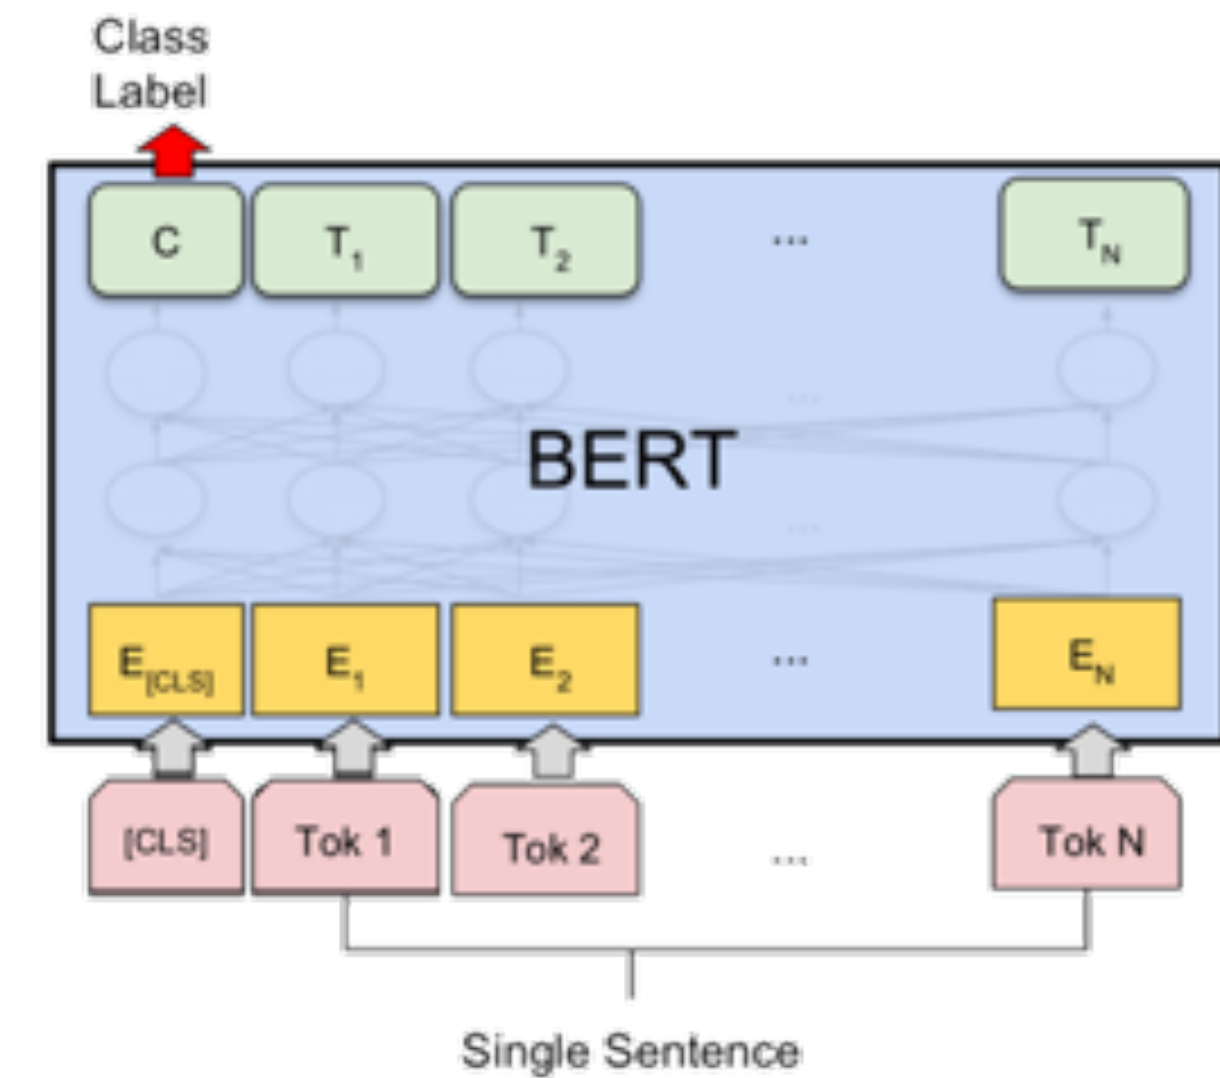 Class
Label
C T1 T2 ... TN
...
BERT
...
E[CLS] E1 E2 ... EN
[CLS] Tok 1 Tok 2 ... Tok N
Single Sentence